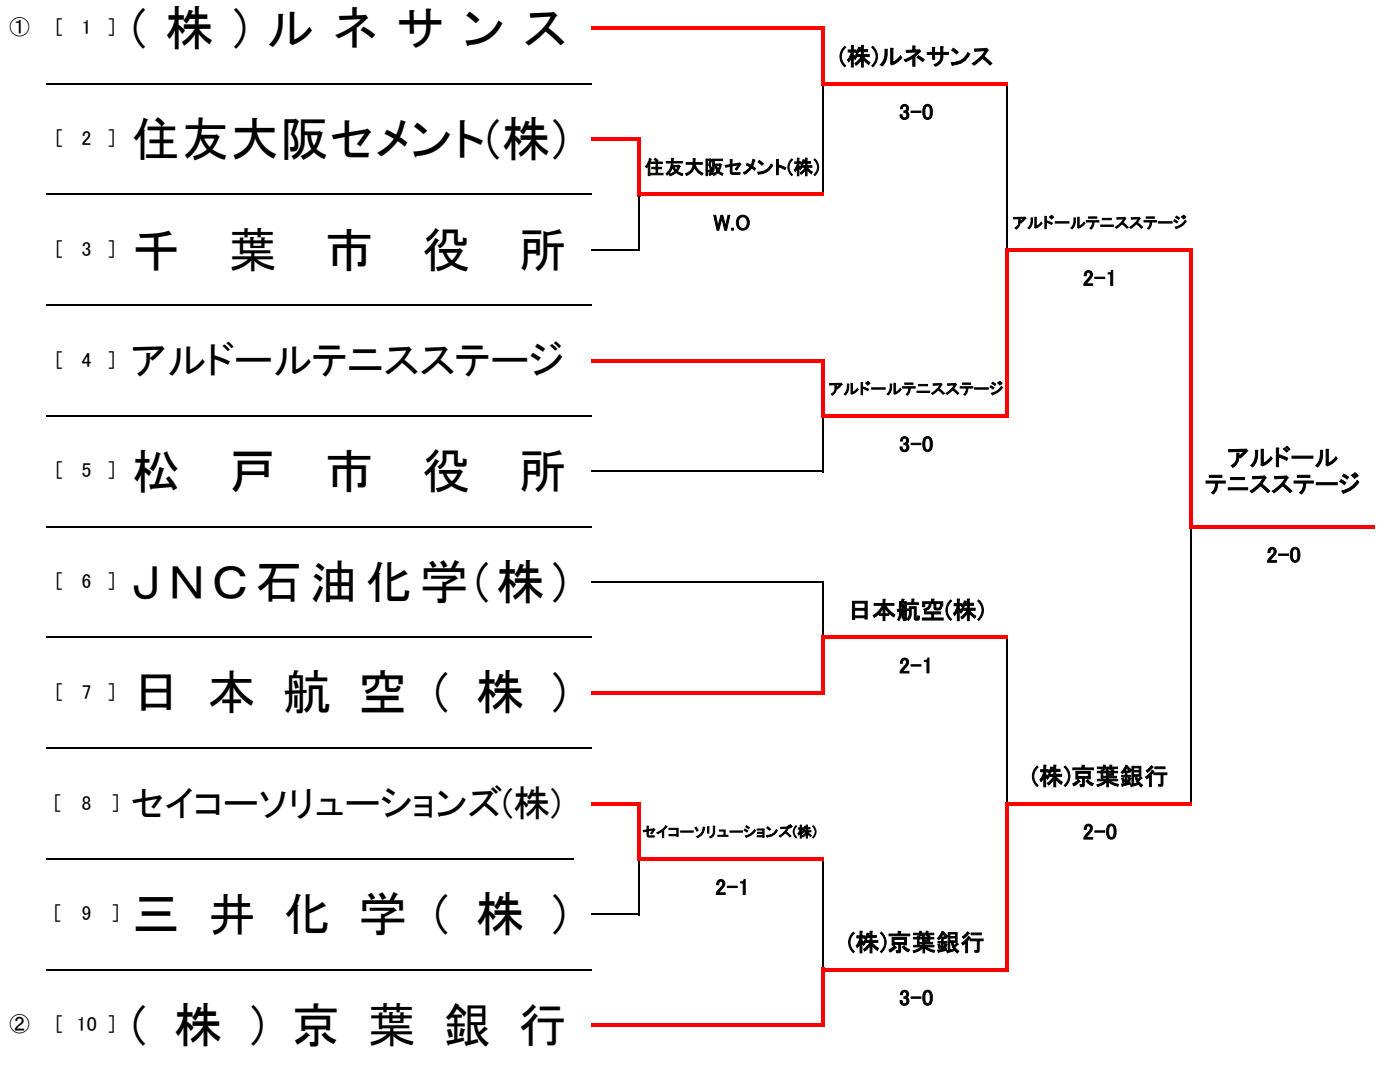 ① [ 1 ] (株)ルネサンス
(株)ルネサンス
3-0
[ 2 ] 住友大阪セメント(株)
住友大阪セメント(株)
W.O
[ 3 ] 千葉市役所
アルドールテニスステージ
2-1
[ 4 ] アルドールテニスステージ
アルドールテニスステージ
3-0
[ 5 ] 松戸市役所
アルドール
テニスステージ
2-0
[ 6 ] JNC石油化学(株)
日本航空(株)
2-1
[ 7 ] 日本航空(株)
(株)京葉銀行
2-0
[ 8 ] セイコーソリューションズ(株)
セイコーソリューションズ(株)
2-1
[ 9 ] 三井化学(株)
(株)京葉銀行
3-0
② [ 10 ] (株)京葉銀行